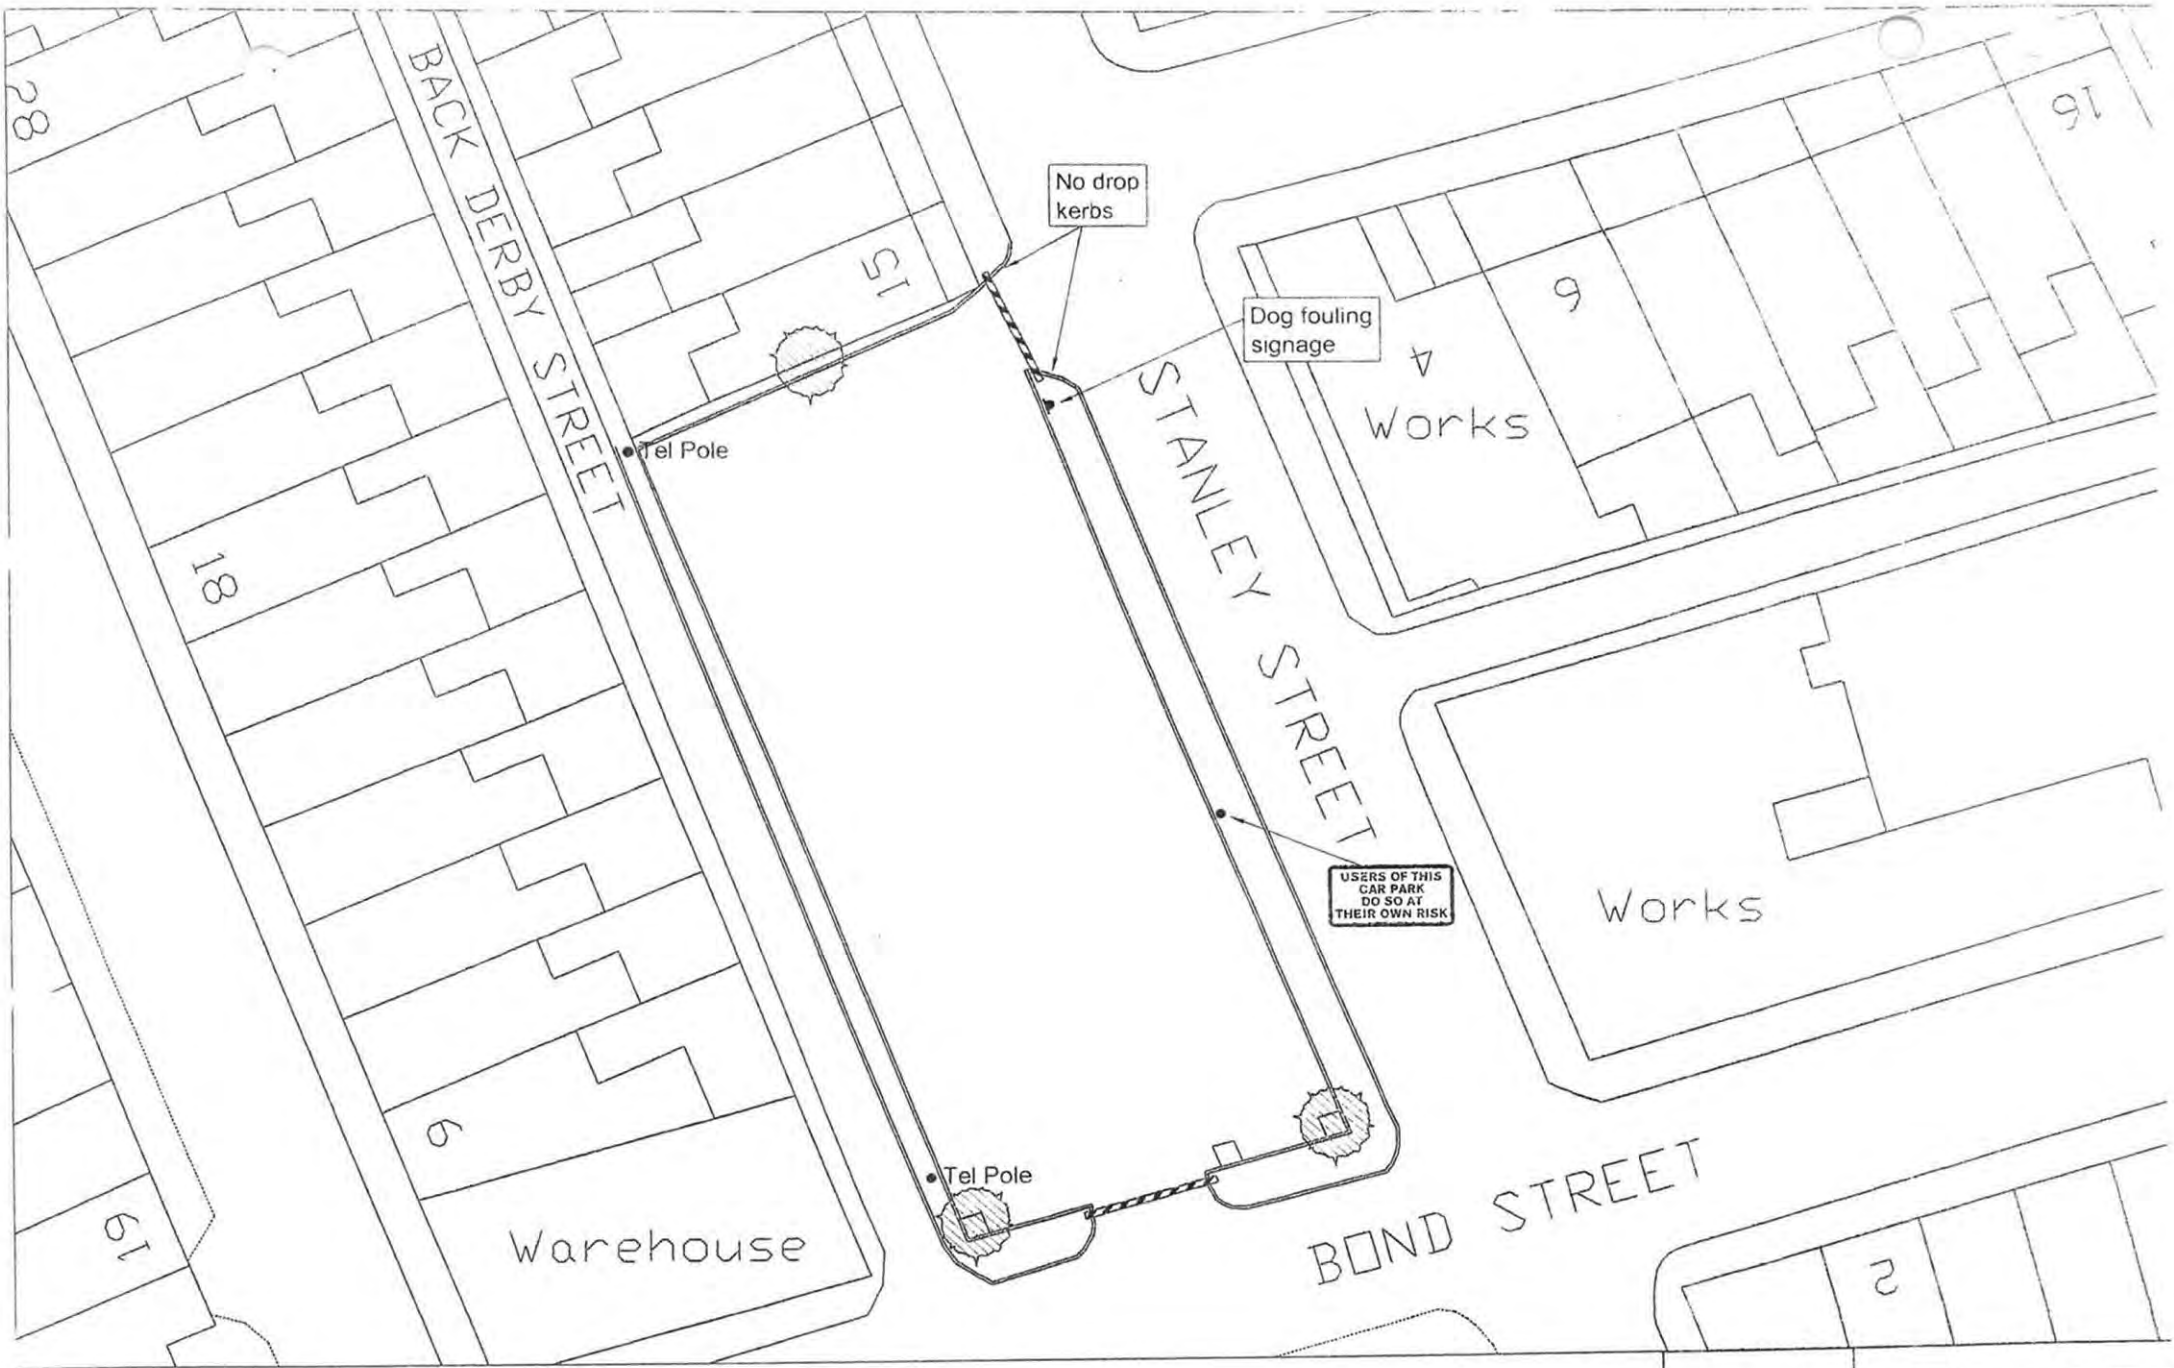 28
BACK DERBY STREET
No drop
kerbs
16
15
6
Dog fouling
signage
4
Works
Tel Pole
STANLEY STREET
18
USERS OF THIS
CAR PARK
DO SO AT
THEIR OWN RISK
Works
6
Tel Pole
19
Warehouse
BOND STREET
2